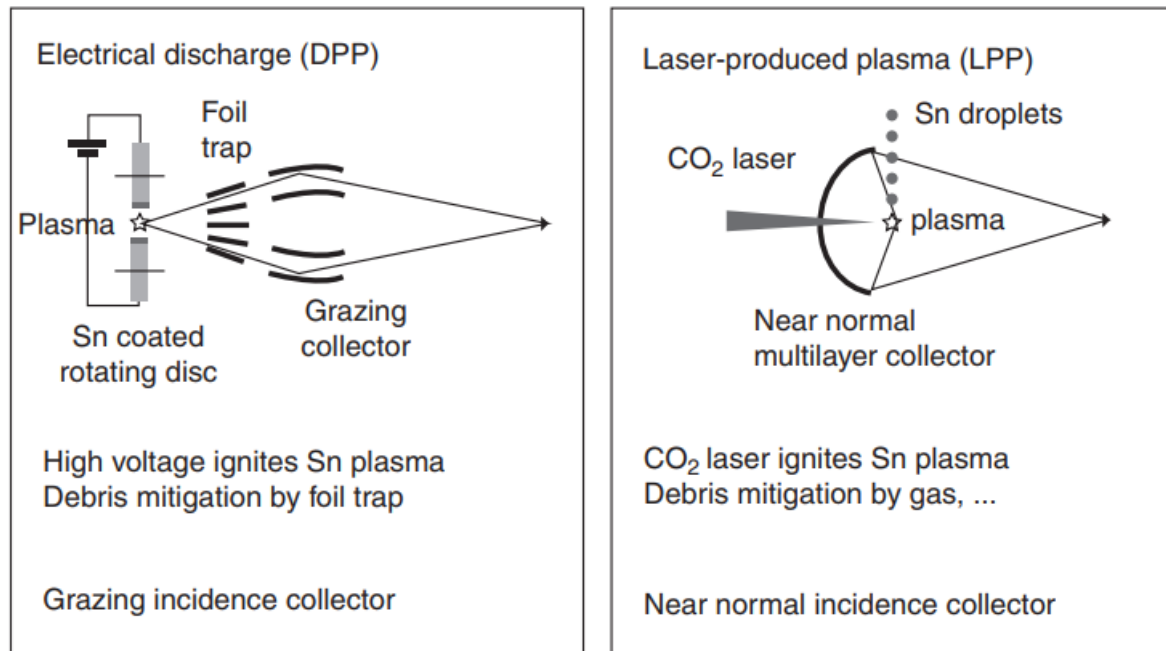 Electrical discharge (DPP)
Foil
trap
Plasma
Grazing
collector
Sn coated
rotating disc
High voltage ignites Sn plasma
Debris mitigation by foil trap
Grazing incidence collector
Laser-produced plasma (LPP)
Sn droplets
CO₂ laser
plasma
Near normal
multilayer collector
CO₂ laser ignites Sn plasma
Debris mitigation by gas, ...
Near normal incidence collector